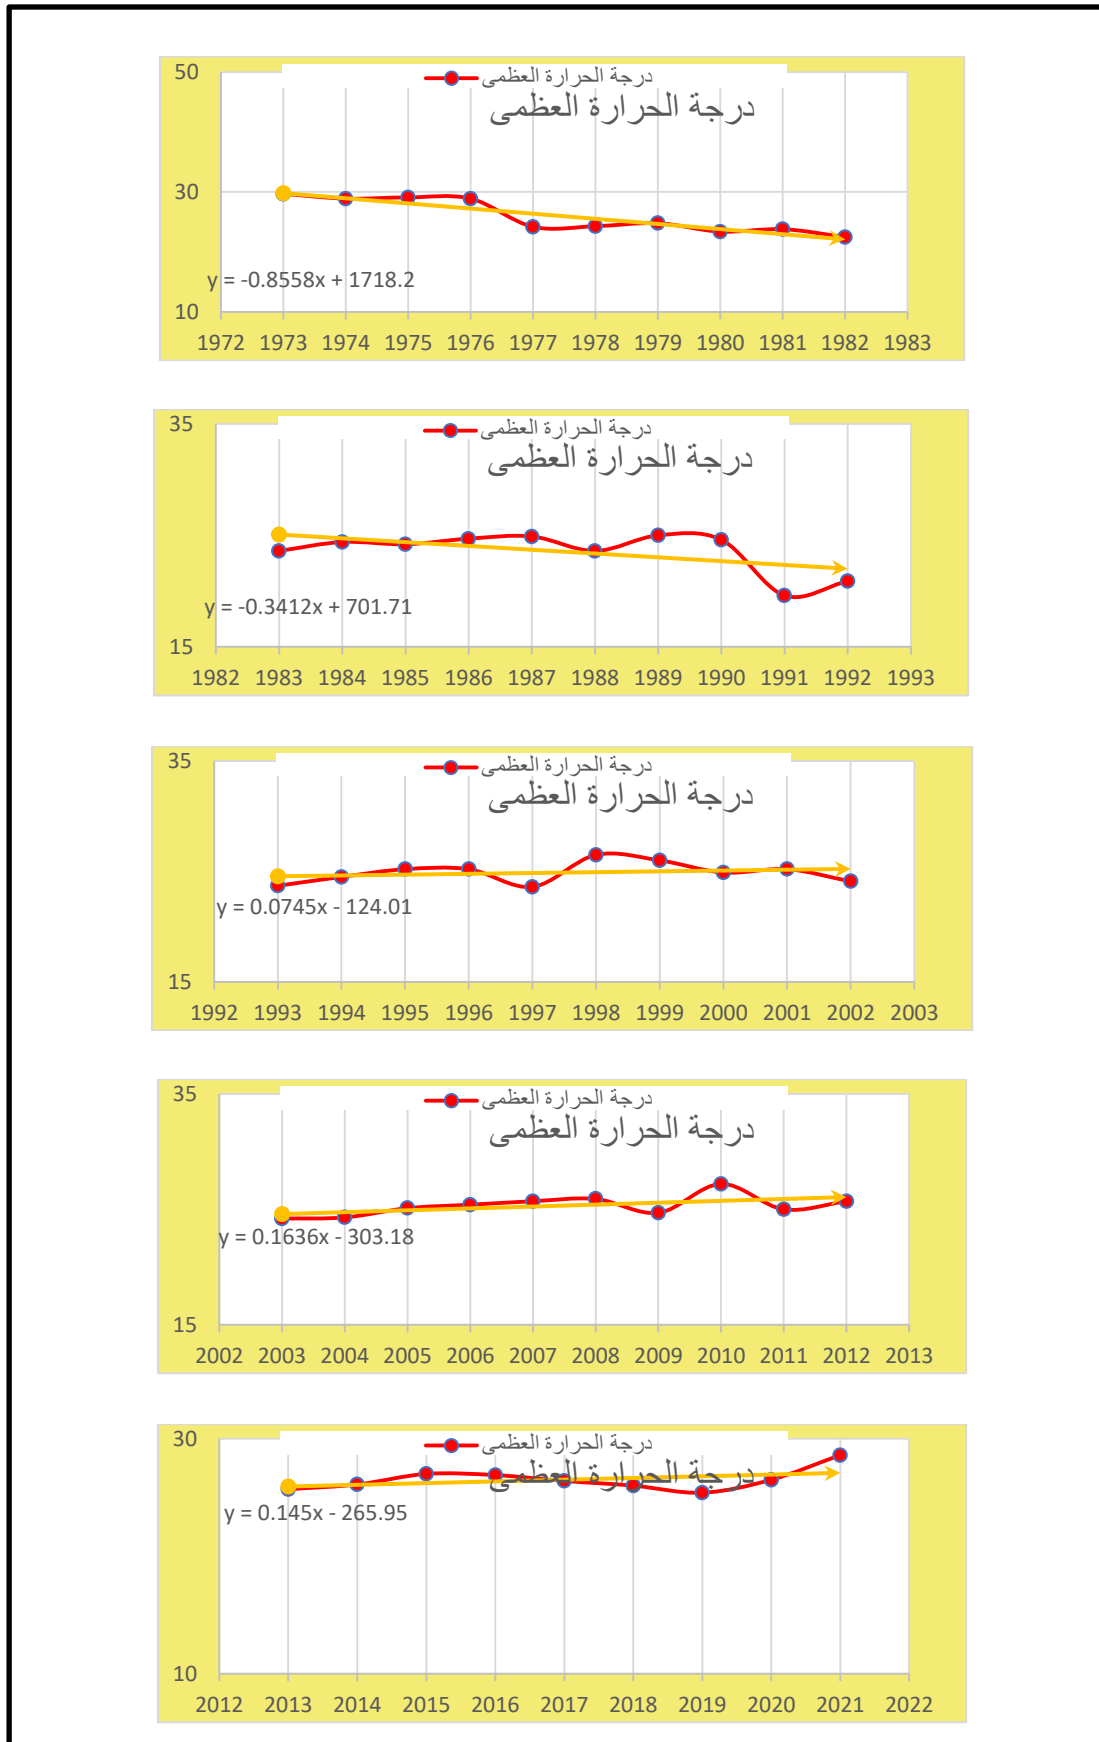 50
درجة الحرارة العظمى
درجة الحرارة العظمى
30
y = -0.8558x + 1718.2
10
1972 1973 1974 1975 1976 1977 1978 1979 1980 1981 1982 1983
35
درجة الحرارة العظمى
درجة الحرارة العظمى
y = -0.3412x + 701.71
15
1982 1983 1984 1985 1986 1987 1988 1989 1990 1991 1992 1993
35
درجة الحرارة العظمى
درجة الحرارة العظمى
y = 0.0745x - 124.01
15
1992 1993 1994 1995 1996 1997 1998 1999 2000 2001 2002 2003
35
درجة الحرارة العظمى
درجة الحرارة العظمى
y = 0.1636x - 303.18
15
2002 2003 2004 2005 2006 2007 2008 2009 2010 2011 2012 2013
30
درجة الحرارة العظمى
درجة الحرارة العظمى
y = 0.145x - 265.95
10
2012 2013 2014 2015 2016 2017 2018 2019 2020 2021 2022